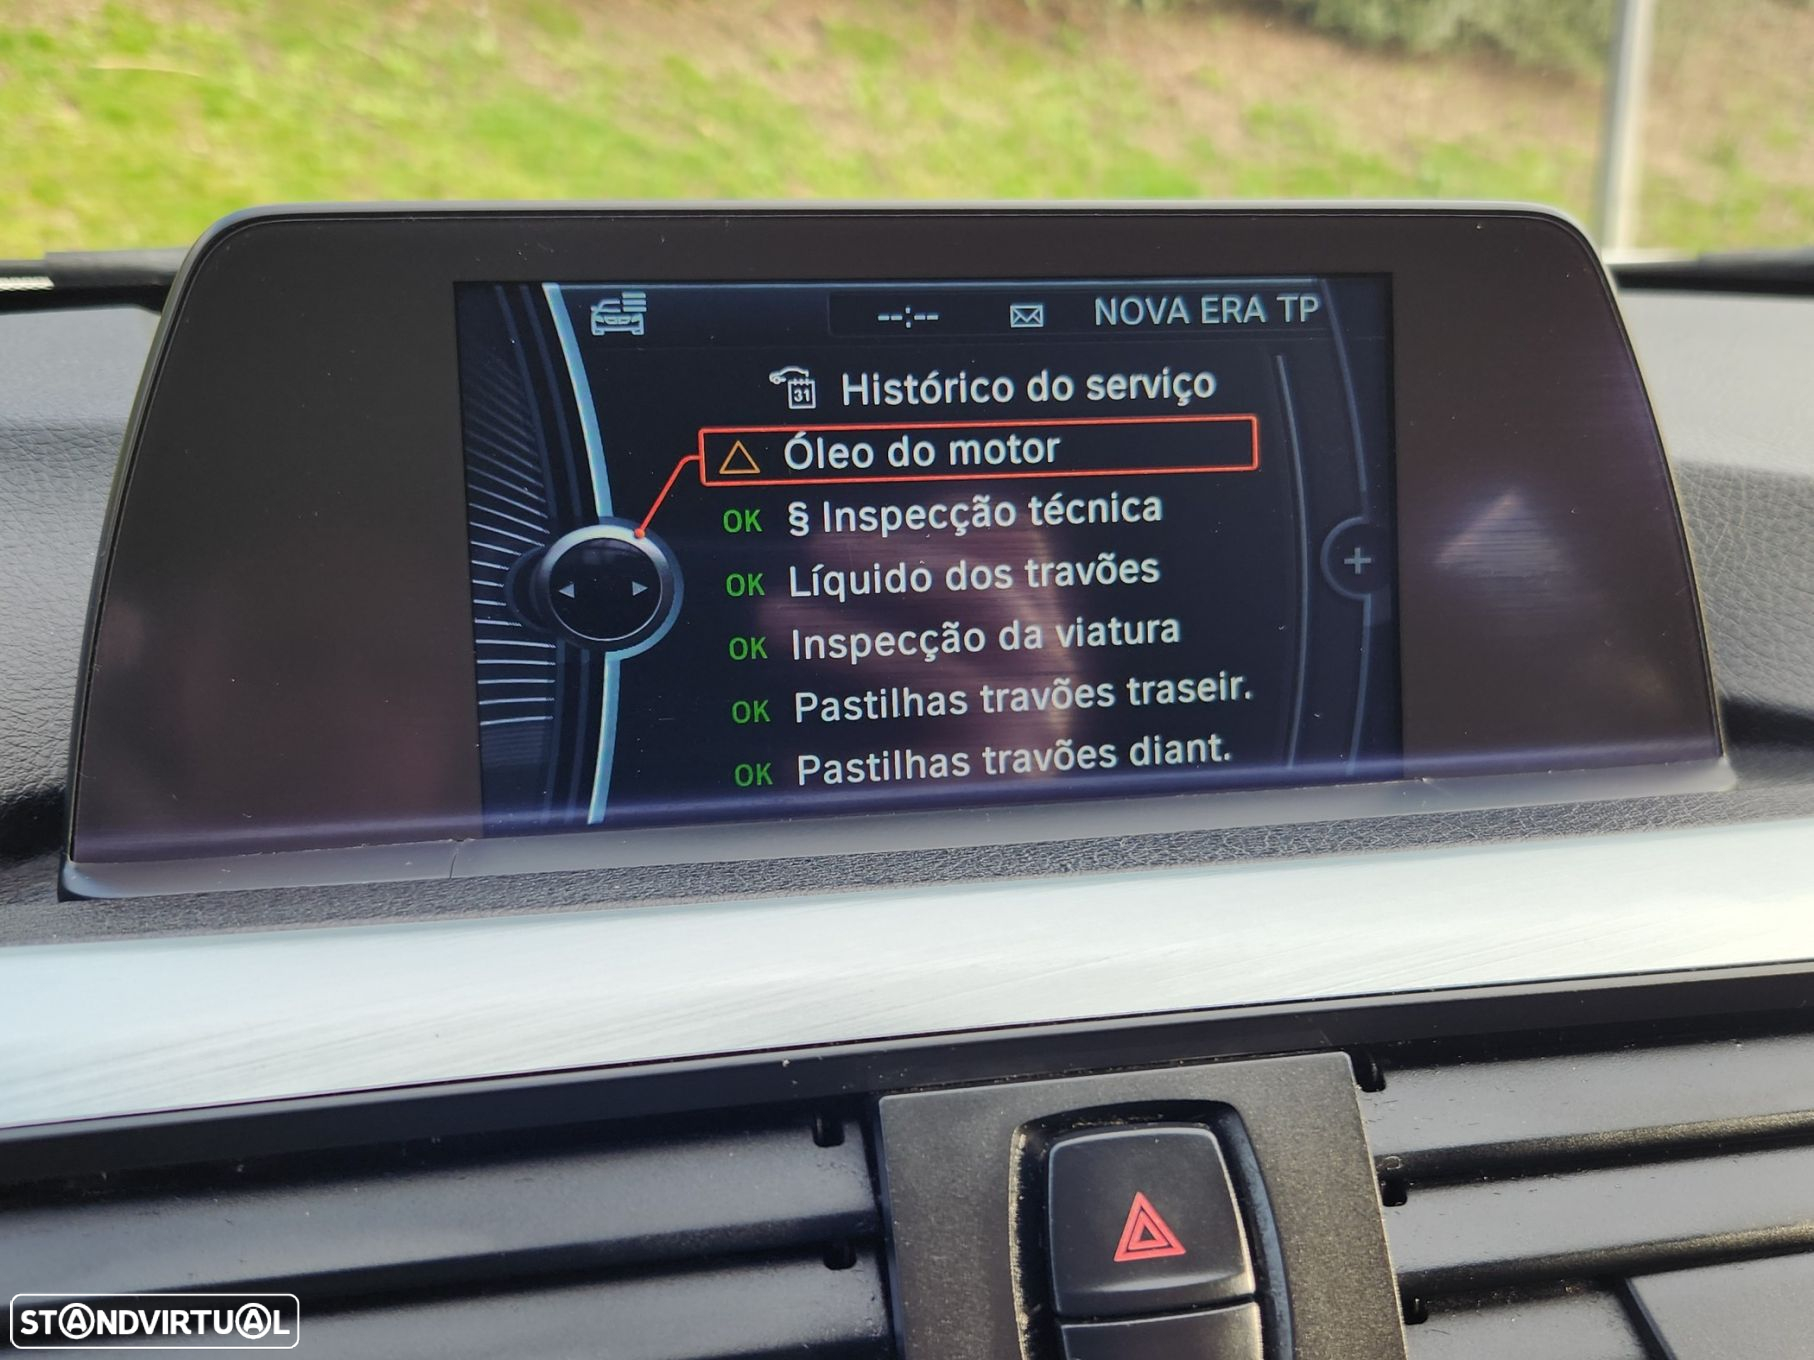 --:-- NOVA ERA TP
31 Histórico do serviço
Óleo do motor
OK § Inspecção técnica
OK Líquido dos travões
OK Inspecção da viatura
OK Pastilhas travões traseir.
OK Pastilhas travões diant.
STANDVIRTUAL